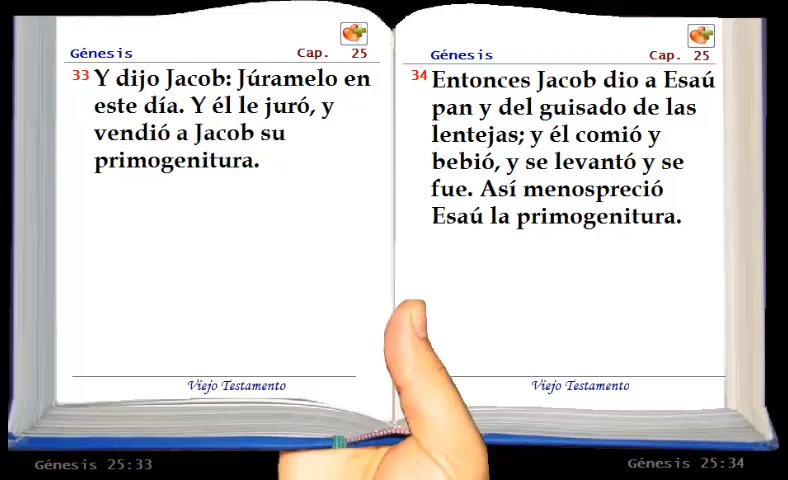 Génesis Cap. 25
33 Y dijo Jacob: Júramelo en
este día. Y él le juró, y
vendió a Jacob su
primogenitura.
Viejo Testamento
Génesis 25:33
Génesis Cap. 25
34 Entonces Jacob dio a Esaú
pan y del guisado de las
lentejas; y él comió y
bebió, y se levantó y se
fue. Así menospreció
Esaú la primogenitura.
Viejo Testamento
Génesis 25:34